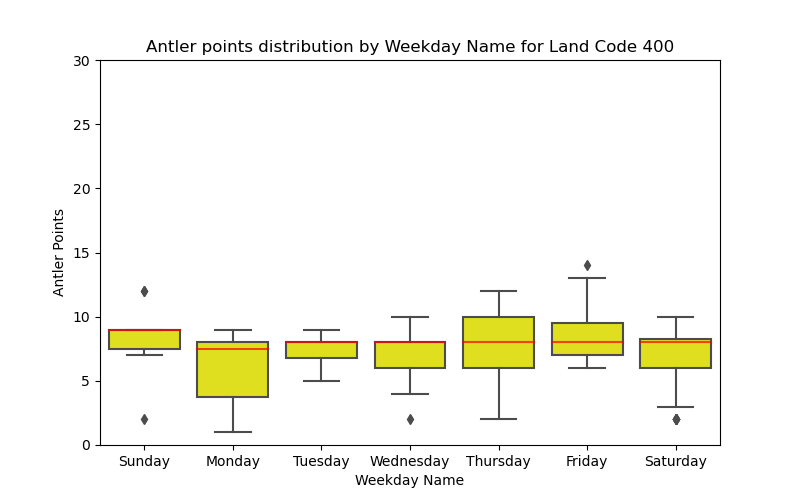 Antler points distribution by Weekday Name for Land Code 400
30
25
20
15
10
5
0
Antler Points
Sunday Monday Tuesday Wednesday Thursday Friday Saturday
Weekday Name